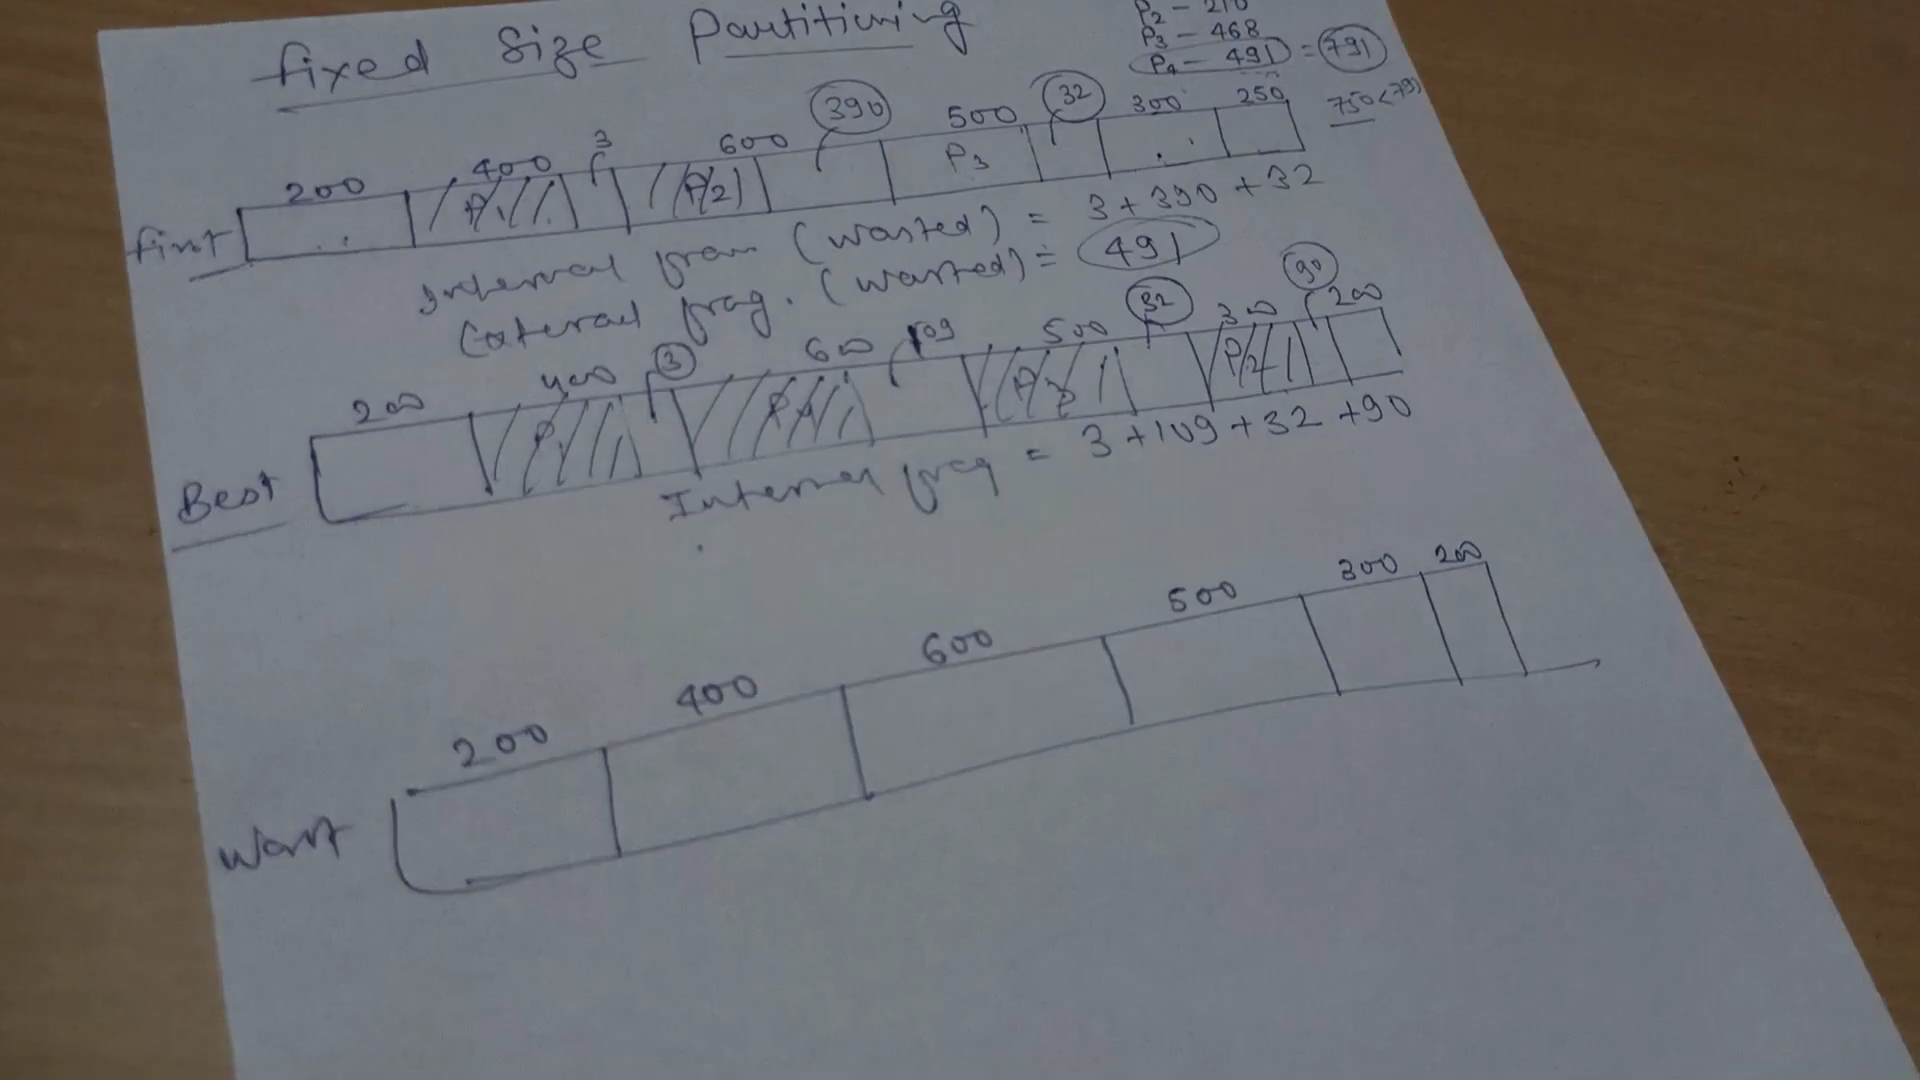 Fixed Size Partitioning
P2 - 210
P3 - 468
P4 - 491 = 791
750 < 791
200 400 3 600 390 500 32 300 250
First P1 P2 P3
Internal fram (wasted) = 3 + 390 + 32
External frag. (wasted) = 491
200 400 3 600 109 500 32 300 90 200
Best P1 P4 P3 P2
Internal frag = 3 + 109 + 32 + 90
200 400 600 500 300 200
Worst